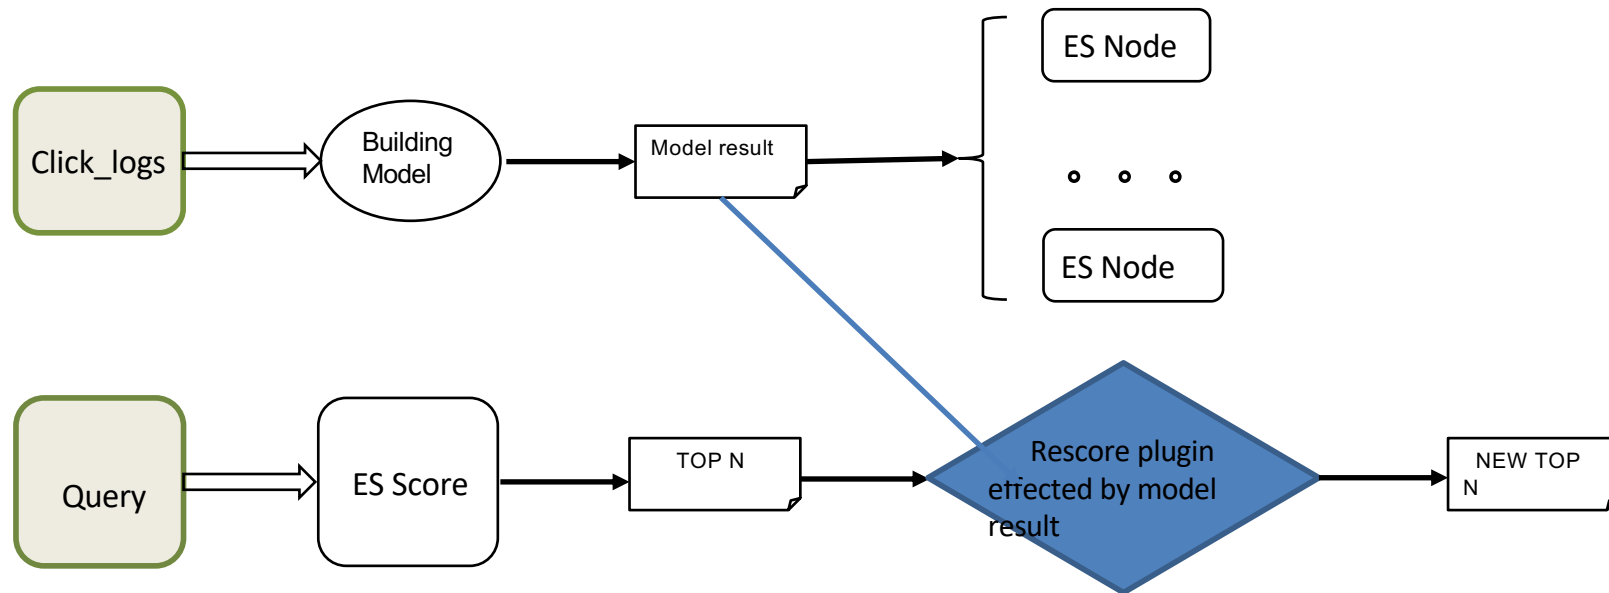 ES Node
Click_logs
Building
Model
Model result
ES Node
Query
ES Score
TOP N
Rescore plugin
effected by model
result
NEW TOP
N